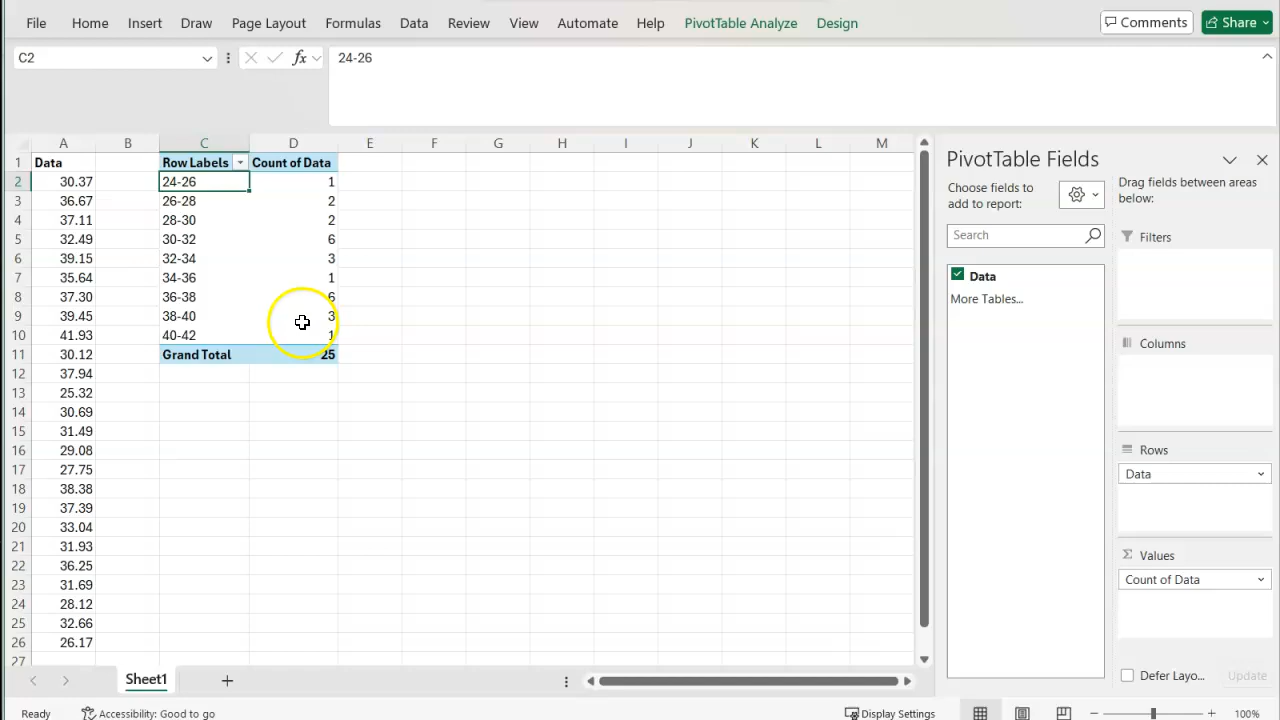 File Home Insert Draw Page Layout Formulas Data Review View Automate Help PivotTable Analyze Design Comments Share
C2 fx 24-26
A B C D E F G H I J K L M
1 Data Row Labels Count of Data
2 30.37 24-26 1
3 36.67 26-28 2
4 37.11 28-30 2
5 32.49 30-32 6
6 39.15 32-34 3
7 35.64 34-36 1
8 37.30 36-38 6
9 39.45 38-40 3
10 41.93 40-42 1
11 30.12 Grand Total 25
12 37.94
13 25.32
14 30.69
15 31.49
16 29.08
17 27.75
18 38.38
19 37.39
20 33.04
21 31.93
22 36.25
23 31.69
24 28.12
25 32.66
26 26.17
27
PivotTable Fields
Choose fields to
add to report:
Search
Data
More Tables...
Drag fields between areas
below:
Filters
Columns
Rows
Data
Σ Values
Count of Data
Defer Layo... Update
Sheet1
Ready Accessibility: Good to go Display Settings 100%